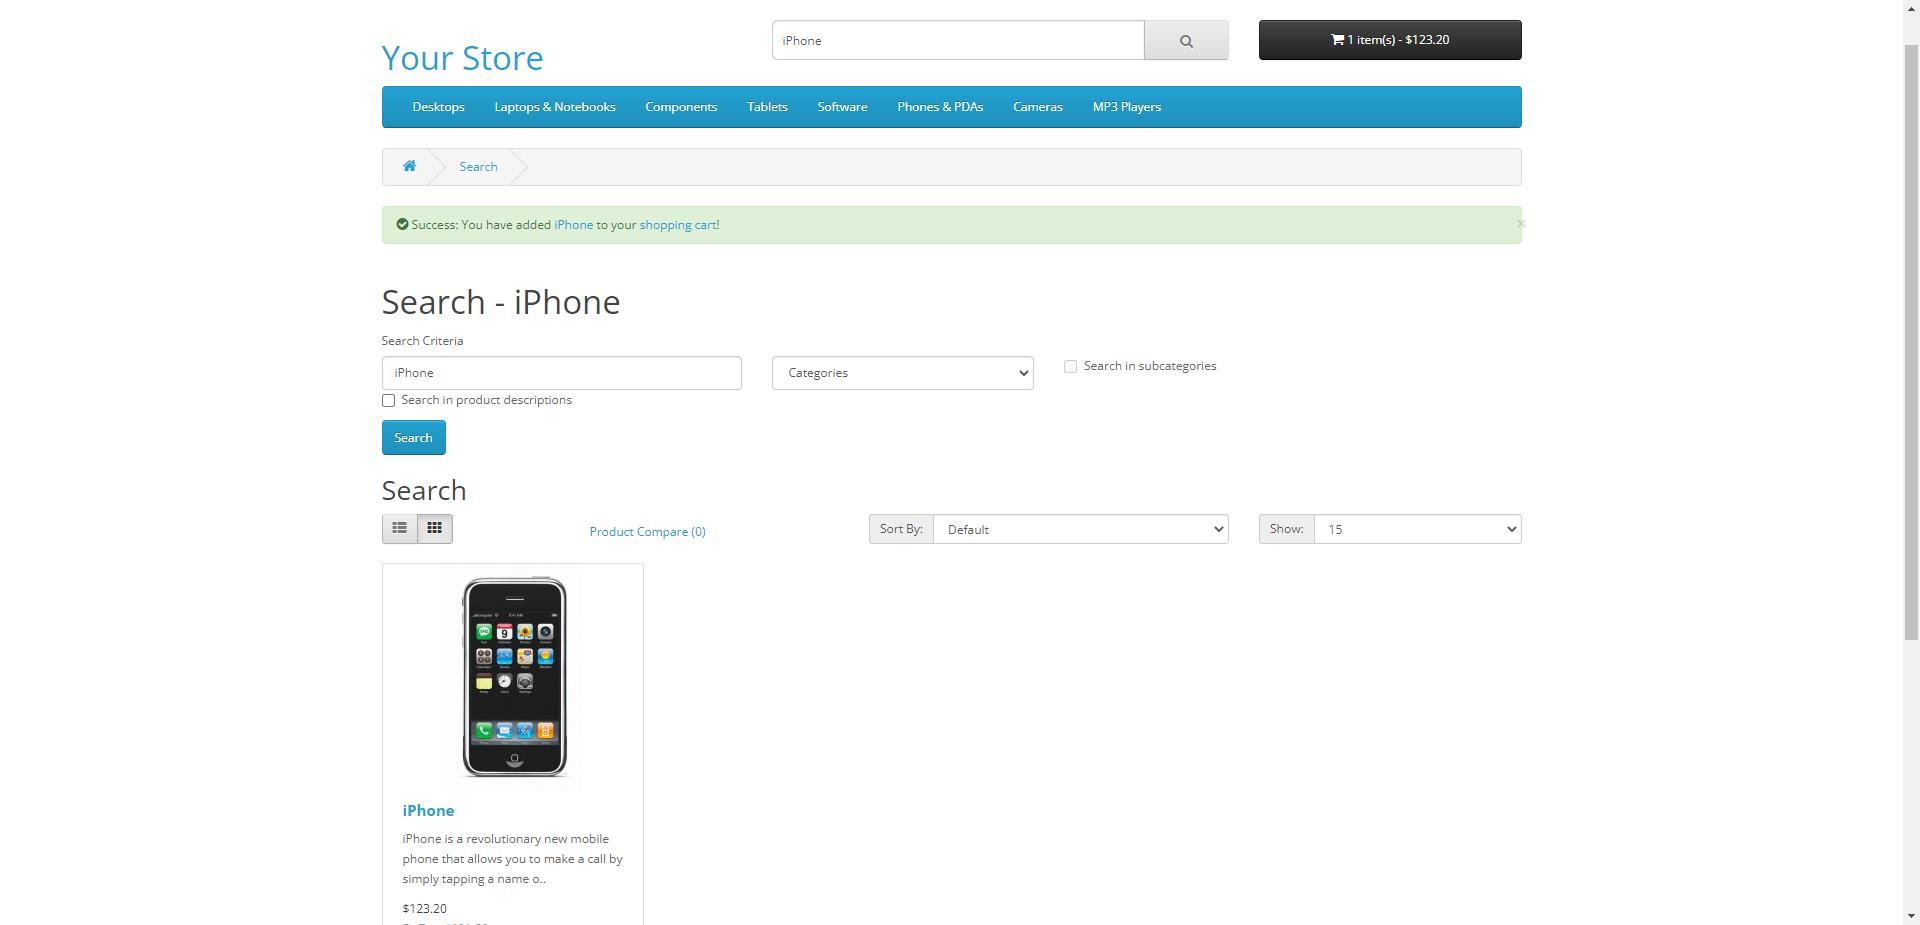 iPhone
1 item(s) - $123.20
Your Store
Desktops Laptops & Notebooks Components Tablets Software Phones & PDAs Cameras MP3 Players
Search
Success: You have added iPhone to your shopping cart!
×
Search - iPhone
Search Criteria
iPhone Categories Search in subcategories
Search in product descriptions
Search
Search
Product Compare (0) Sort By: Default Show: 15
9
iPhone
iPhone is a revolutionary new mobile
phone that allows you to make a call by
simply tapping a name o..
$123.20